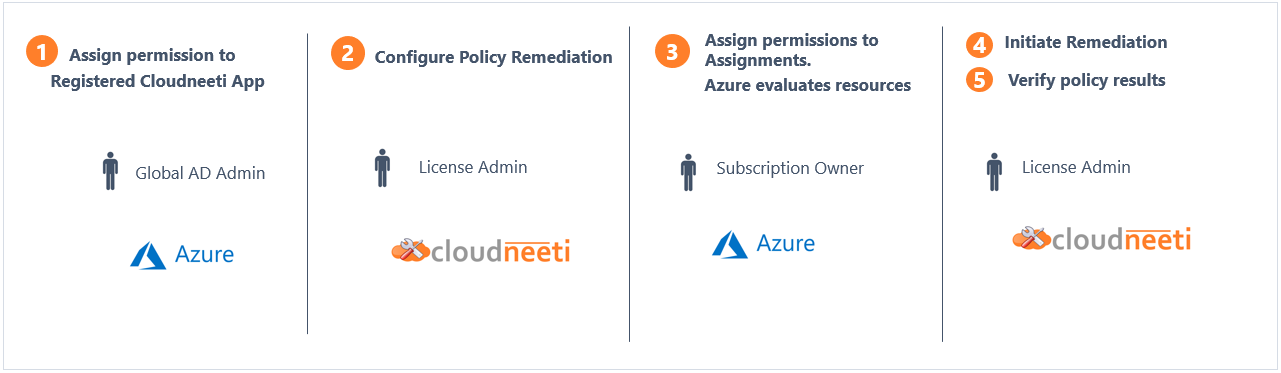 1
Assign permission to
Registered Cloudneeti App
Global AD Admin
Azure
2
Configure Policy Remediation
License Admin
cloudneeti
3
Assign permissions to
Assignments.
Azure evaluates resources
Subscription Owner
Azure
4
Initiate Remediation
5
Verify policy results
License Admin
cloudneeti